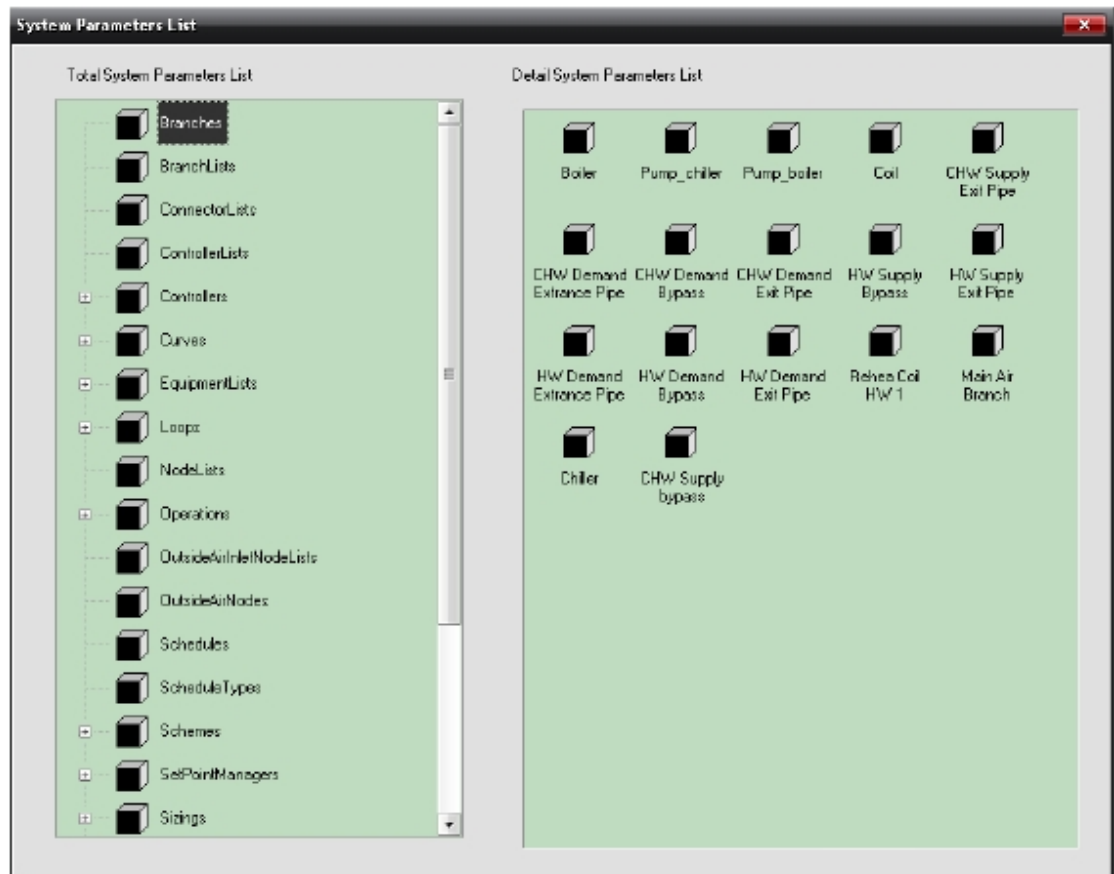 System Parameters List
Total System Parameters List
Branches
BranchLists
ConnectorLists
ControllerLists
Controllers
Curves
EquipmentLists
Loops
NodeLists
Operations
OutsideAirInletNodeLists
OutsideAirNodes
Schedules
ScheduleTypes
Schemes
SetPointManagers
Sizings
Detail System Parameters List
Boiler Pump_chiller Pump_boiler Coil CHW Supply
Exit Pipe
CHW Demand CHW Demand CHW Demand HW Supply HW Supply
Extrance Pipe Bypass Exit Pipe Bypass Exit Pipe
HW Demand HW Demand HW Demand Rehea Coil Main Air
Extrance Pipe Bypass Exit Pipe HW 1 Branch
Chiller CHW Supply
bypass